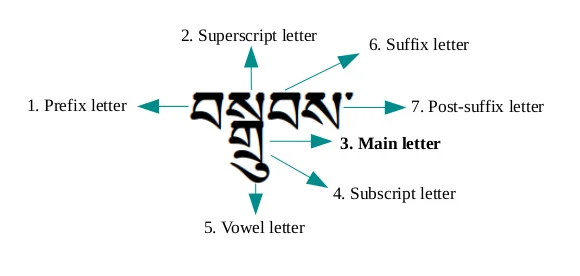 2. Superscript letter
6. Suffix letter
1. Prefix letter
བསྒྲུབས་
7. Post-suffix letter
3. Main letter
4. Subscript letter
5. Vowel letter